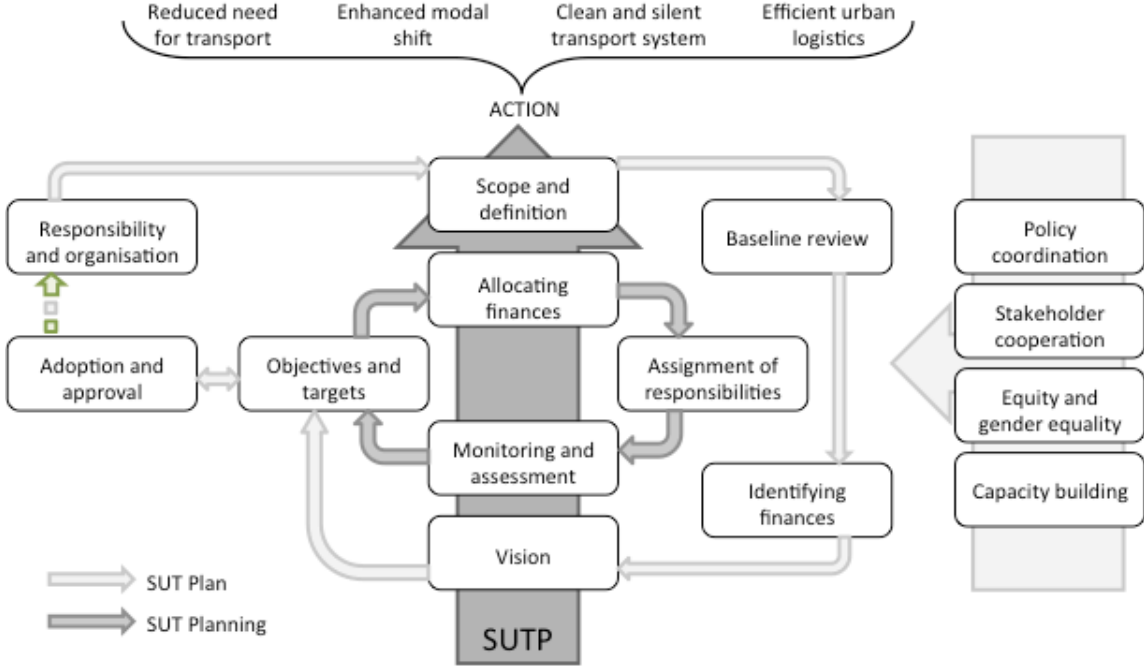 Reduced need
for transport
Enhanced modal
shift
Clean and silent
transport system
Efficient urban
logistics
ACTION
Scope and
definition
Responsibility
and organisation
Baseline review
Policy
coordination
Allocating
finances
Stakeholder
cooperation
Adoption and
approval
Objectives and
targets
Assignment of
responsibilities
Equity and
gender equality
Monitoring and
assessment
Identifying
finances
Capacity building
Vision
SUT Plan
SUT Planning
SUTP